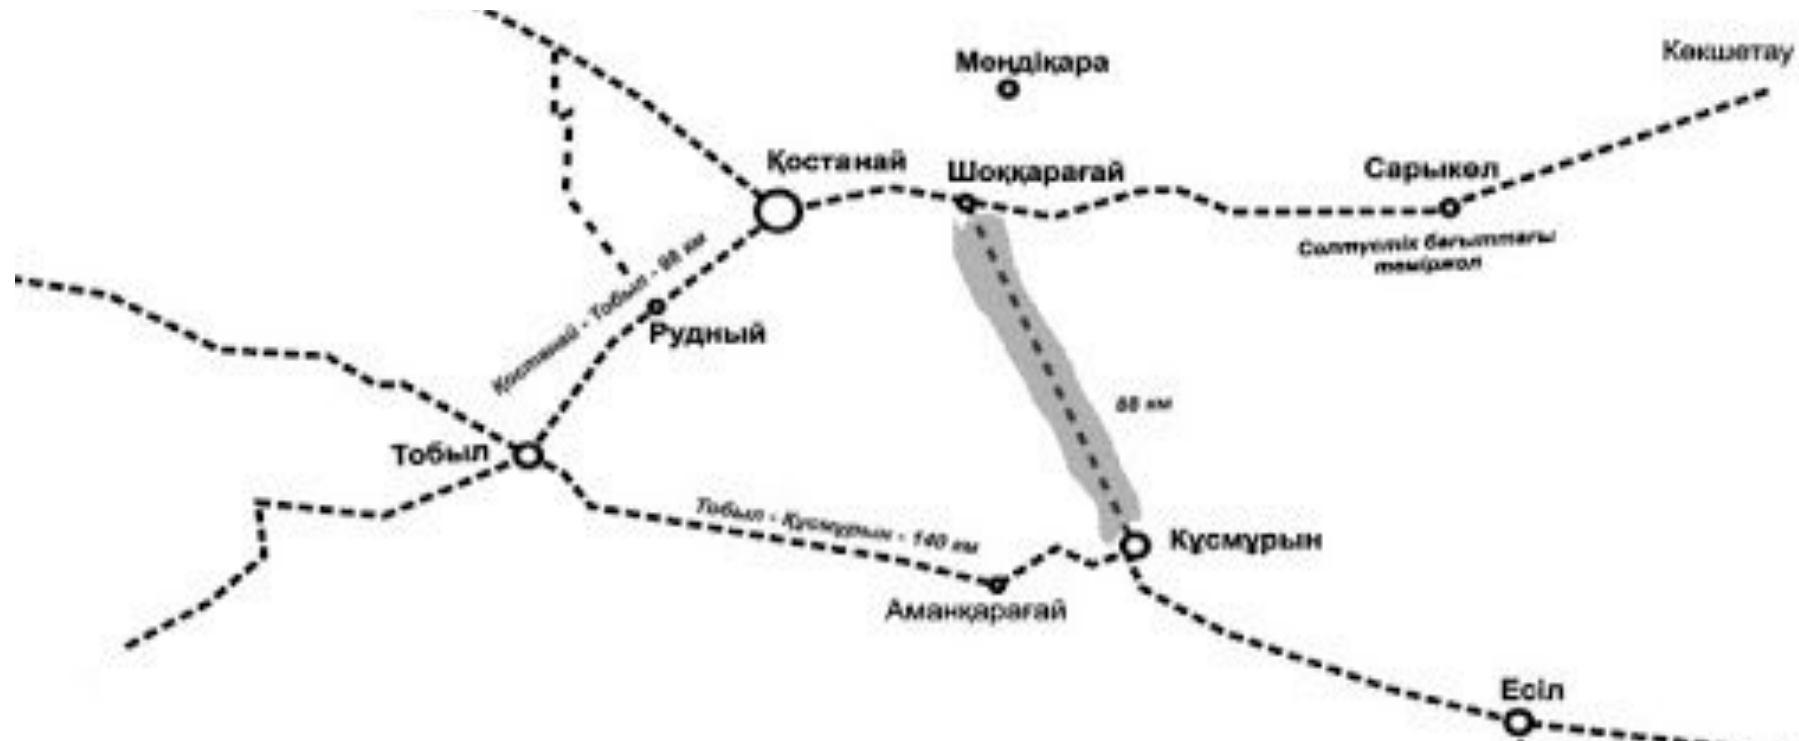 Меңдіқара
Көкшетау
Қостанай
Шоққарағай
Сарыкөл
Солтүстік бағыттағы
теміржол
Қостанай - Тобыл - 98 км
Рудный
88 км
Тобыл
Тобыл - Құсмұрын - 140 км
Құсмұрын
Аманқарағай
Есіл